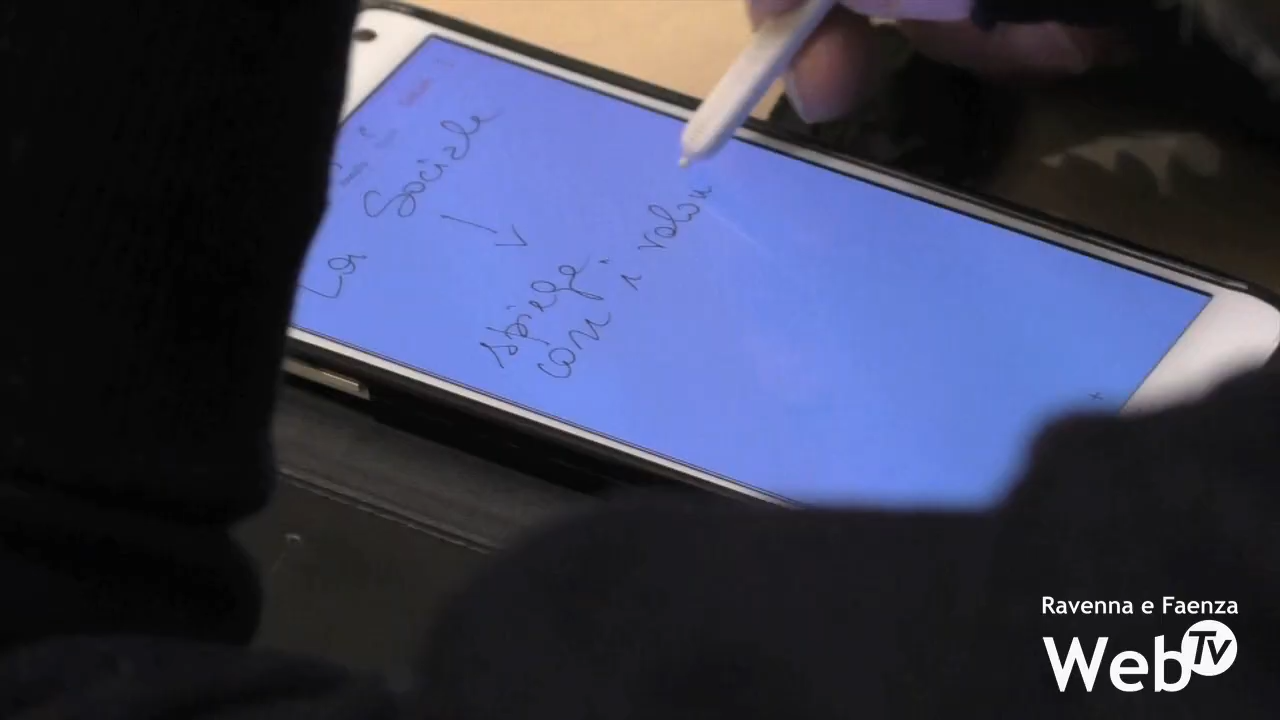 La Sociale
spiega
con i valori
Ravenna e Faenza
WebTv